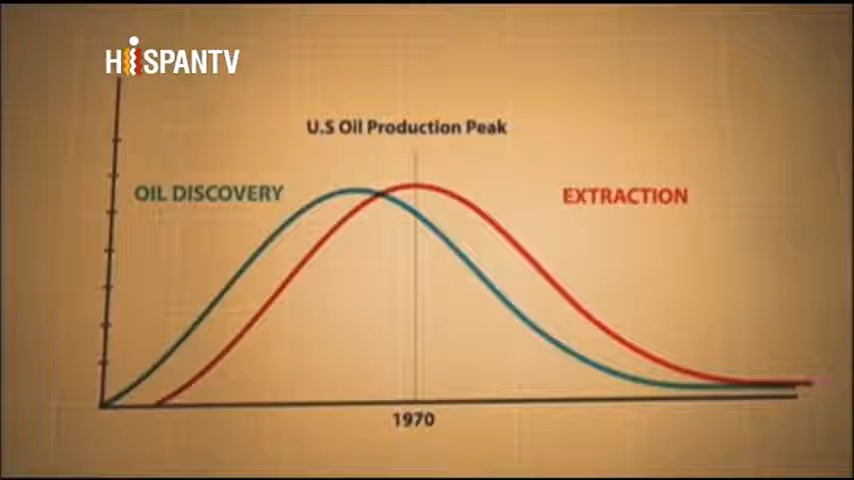 HISPANTV
U.S Oil Production Peak
OIL DISCOVERY
EXTRACTION
1970